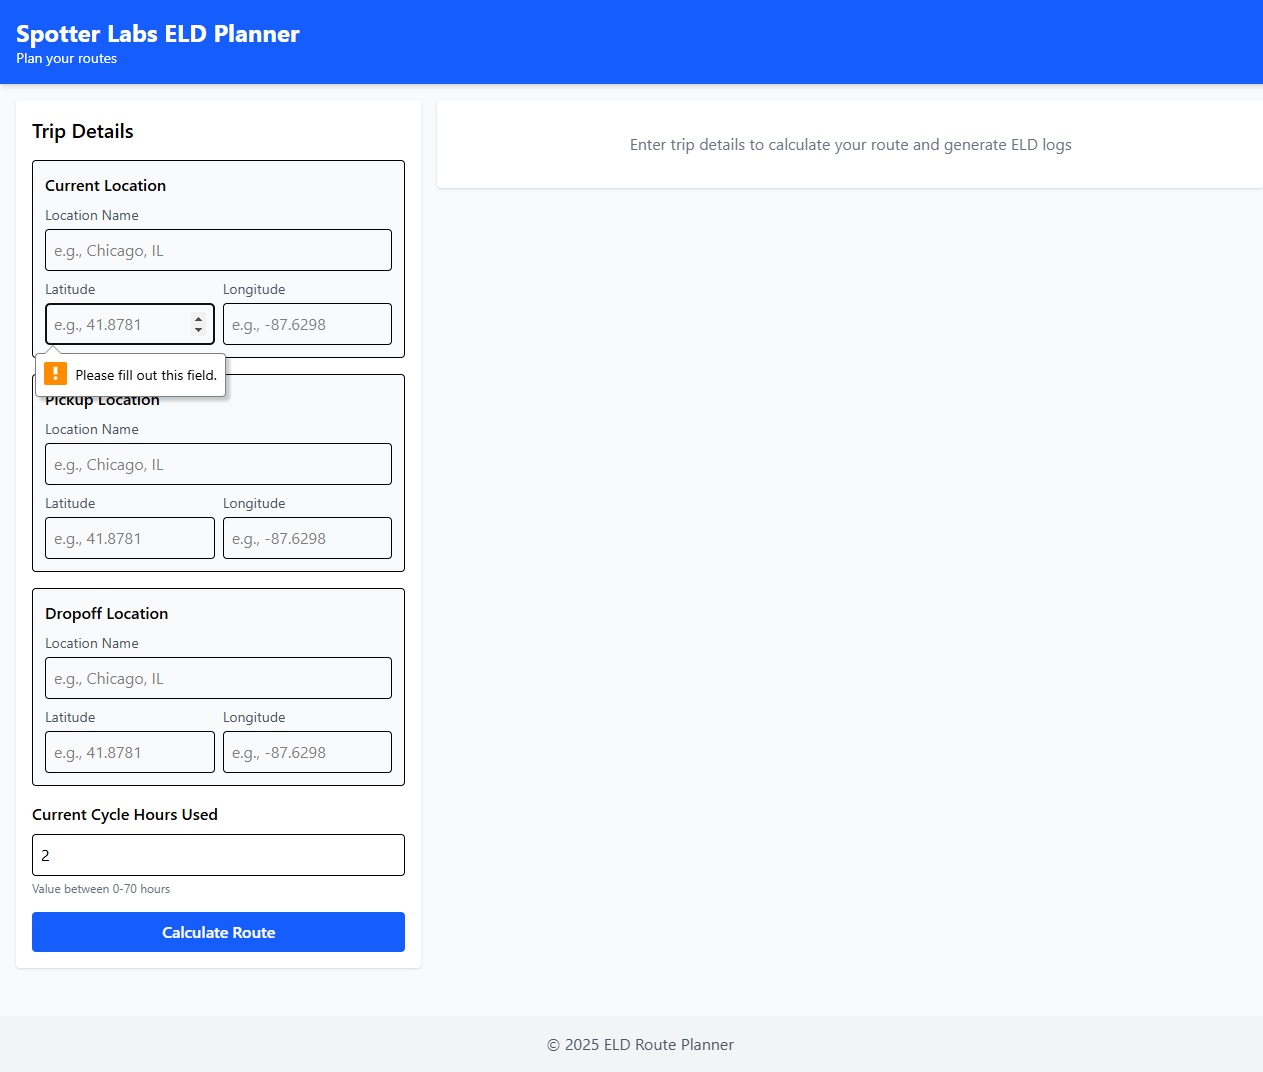 Spotter Labs ELD Planner
Plan your routes
Trip Details
Current Location
Location Name
e.g., Chicago, IL
Latitude Longitude
e.g., 41.8781 e.g., -87.6298
! Please fill out this field.
Pickup Location
Location Name
e.g., Chicago, IL
Latitude Longitude
e.g., 41.8781 e.g., -87.6298
Dropoff Location
Location Name
e.g., Chicago, IL
Latitude Longitude
e.g., 41.8781 e.g., -87.6298
Current Cycle Hours Used
2
Value between 0-70 hours
Calculate Route
Enter trip details to calculate your route and generate ELD logs
© 2025 ELD Route Planner